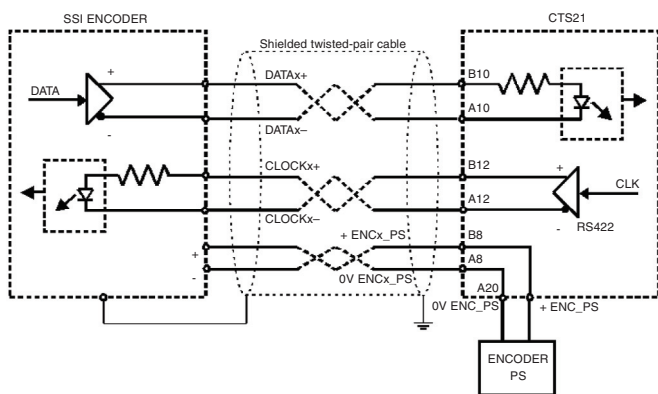 SSI ENCODER
CTS21
Shielded twisted-pair cable
DATA
+
-
DATAx+
DATAx–
B10
A10
CLOCKx+
CLOCKx–
B12
A12
+
-
CLK
RS422
+
-
+ ENCx_PS
0V ENCx_PS
B8
A8
A20
0V ENC_PS
+ ENC_PS
ENCODER
PS